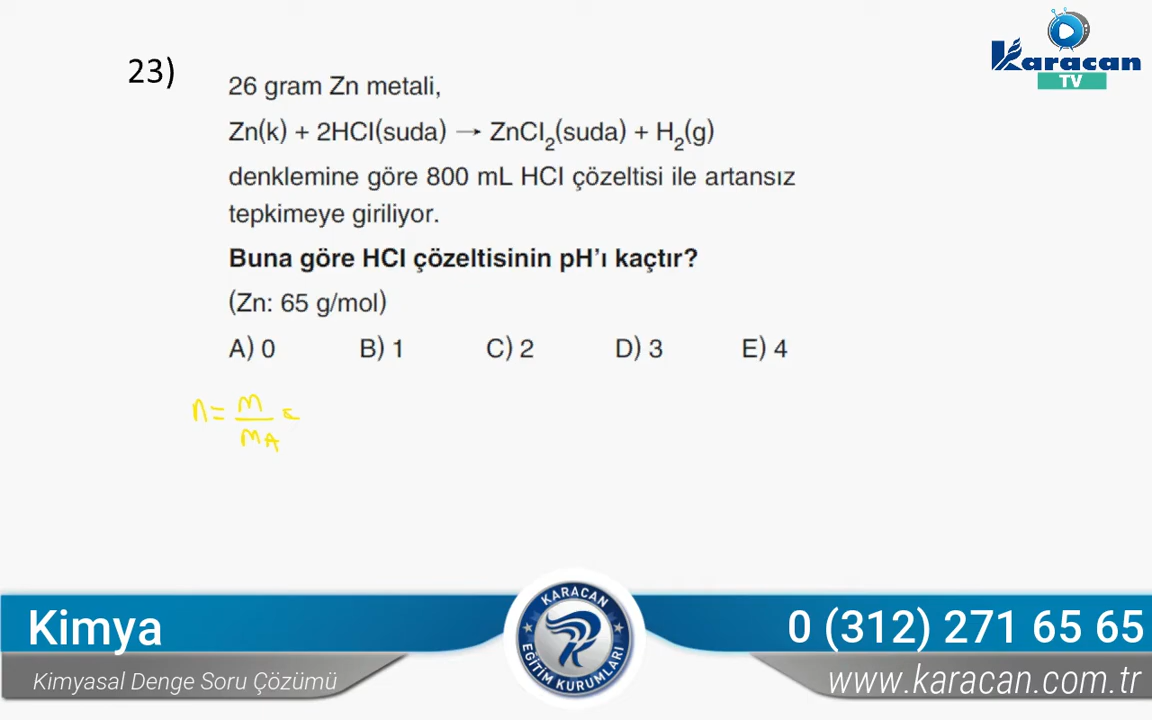 Karacan
TV
23)
26 gram Zn metali,
Zn(k) + 2HCl(suda) → ZnCl₂(suda) + H₂(g)
denklemine göre 800 mL HCl çözeltisi ile artansız
tepkimeye giriliyor.
Buna göre HCl çözeltisinin pH’ı kaçtır?
(Zn: 65 g/mol)
A) 0 B) 1 C) 2 D) 3 E) 4
n = m
mA =
KARACAN
EĞİTİM KURUMLARI
Kimya
0 (312) 271 65 65
Kimyasal Denge Soru Çözümü
www.karacan.com.tr